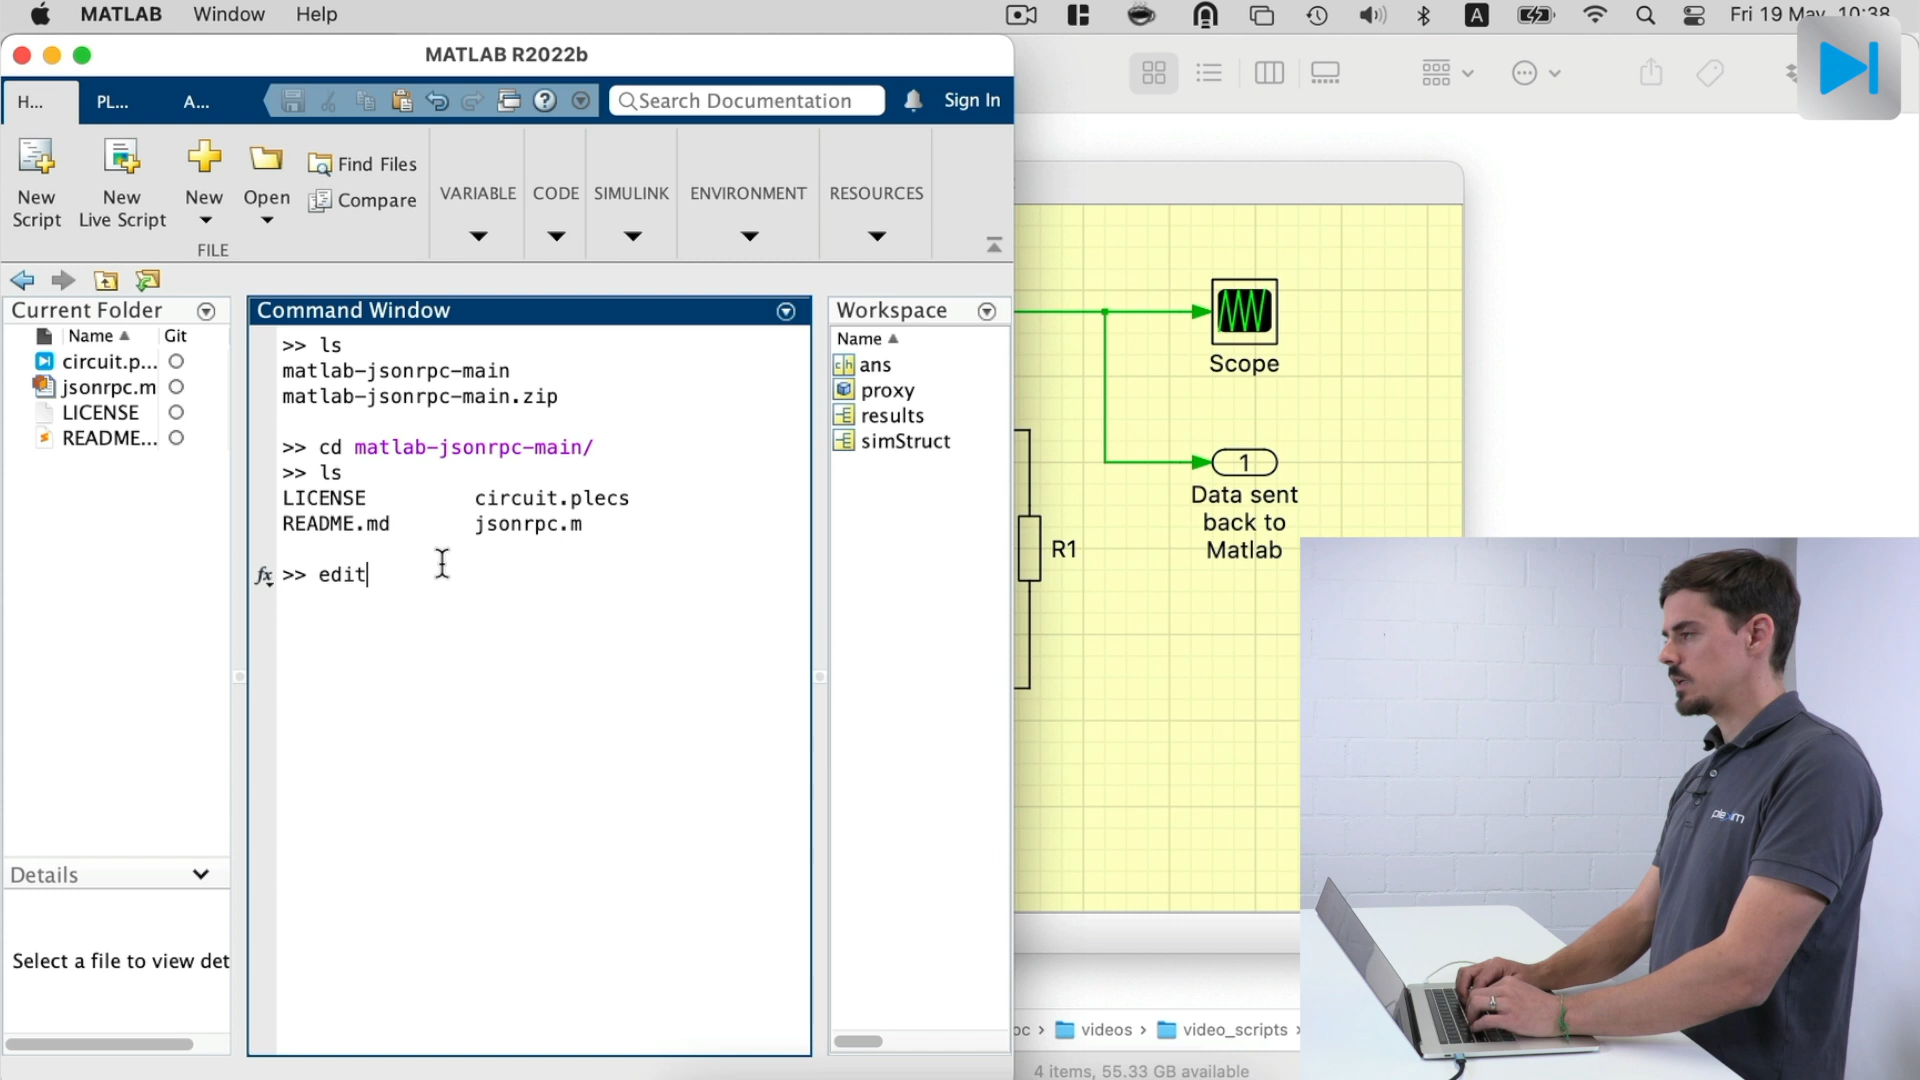 MATLAB Window Help
A Fri 19 May 10:38
MATLAB R2022b
H... PL... A... Search Documentation Sign In
New Script
New Live Script
New
Open
Find Files
Compare
FILE
VARIABLE CODE SIMULINK ENVIRONMENT RESOURCES
Current Folder
Name Git
circuit.p...
jsonrpc.m
LICENSE
README...
Details
Select a file to view det
Command Window
>> ls
matlab-jsonrpc-main
matlab-jsonrpc-main.zip
>> cd matlab-jsonrpc-main/
>> ls
LICENSE circuit.plecs
README.md jsonrpc.m
fx >> edit
Workspace
Name
ans
proxy
results
simStruct
Scope
1
Data sent
back to
Matlab
R1
plexim
oc › videos › video_scripts ›
4 items, 55.33 GB available